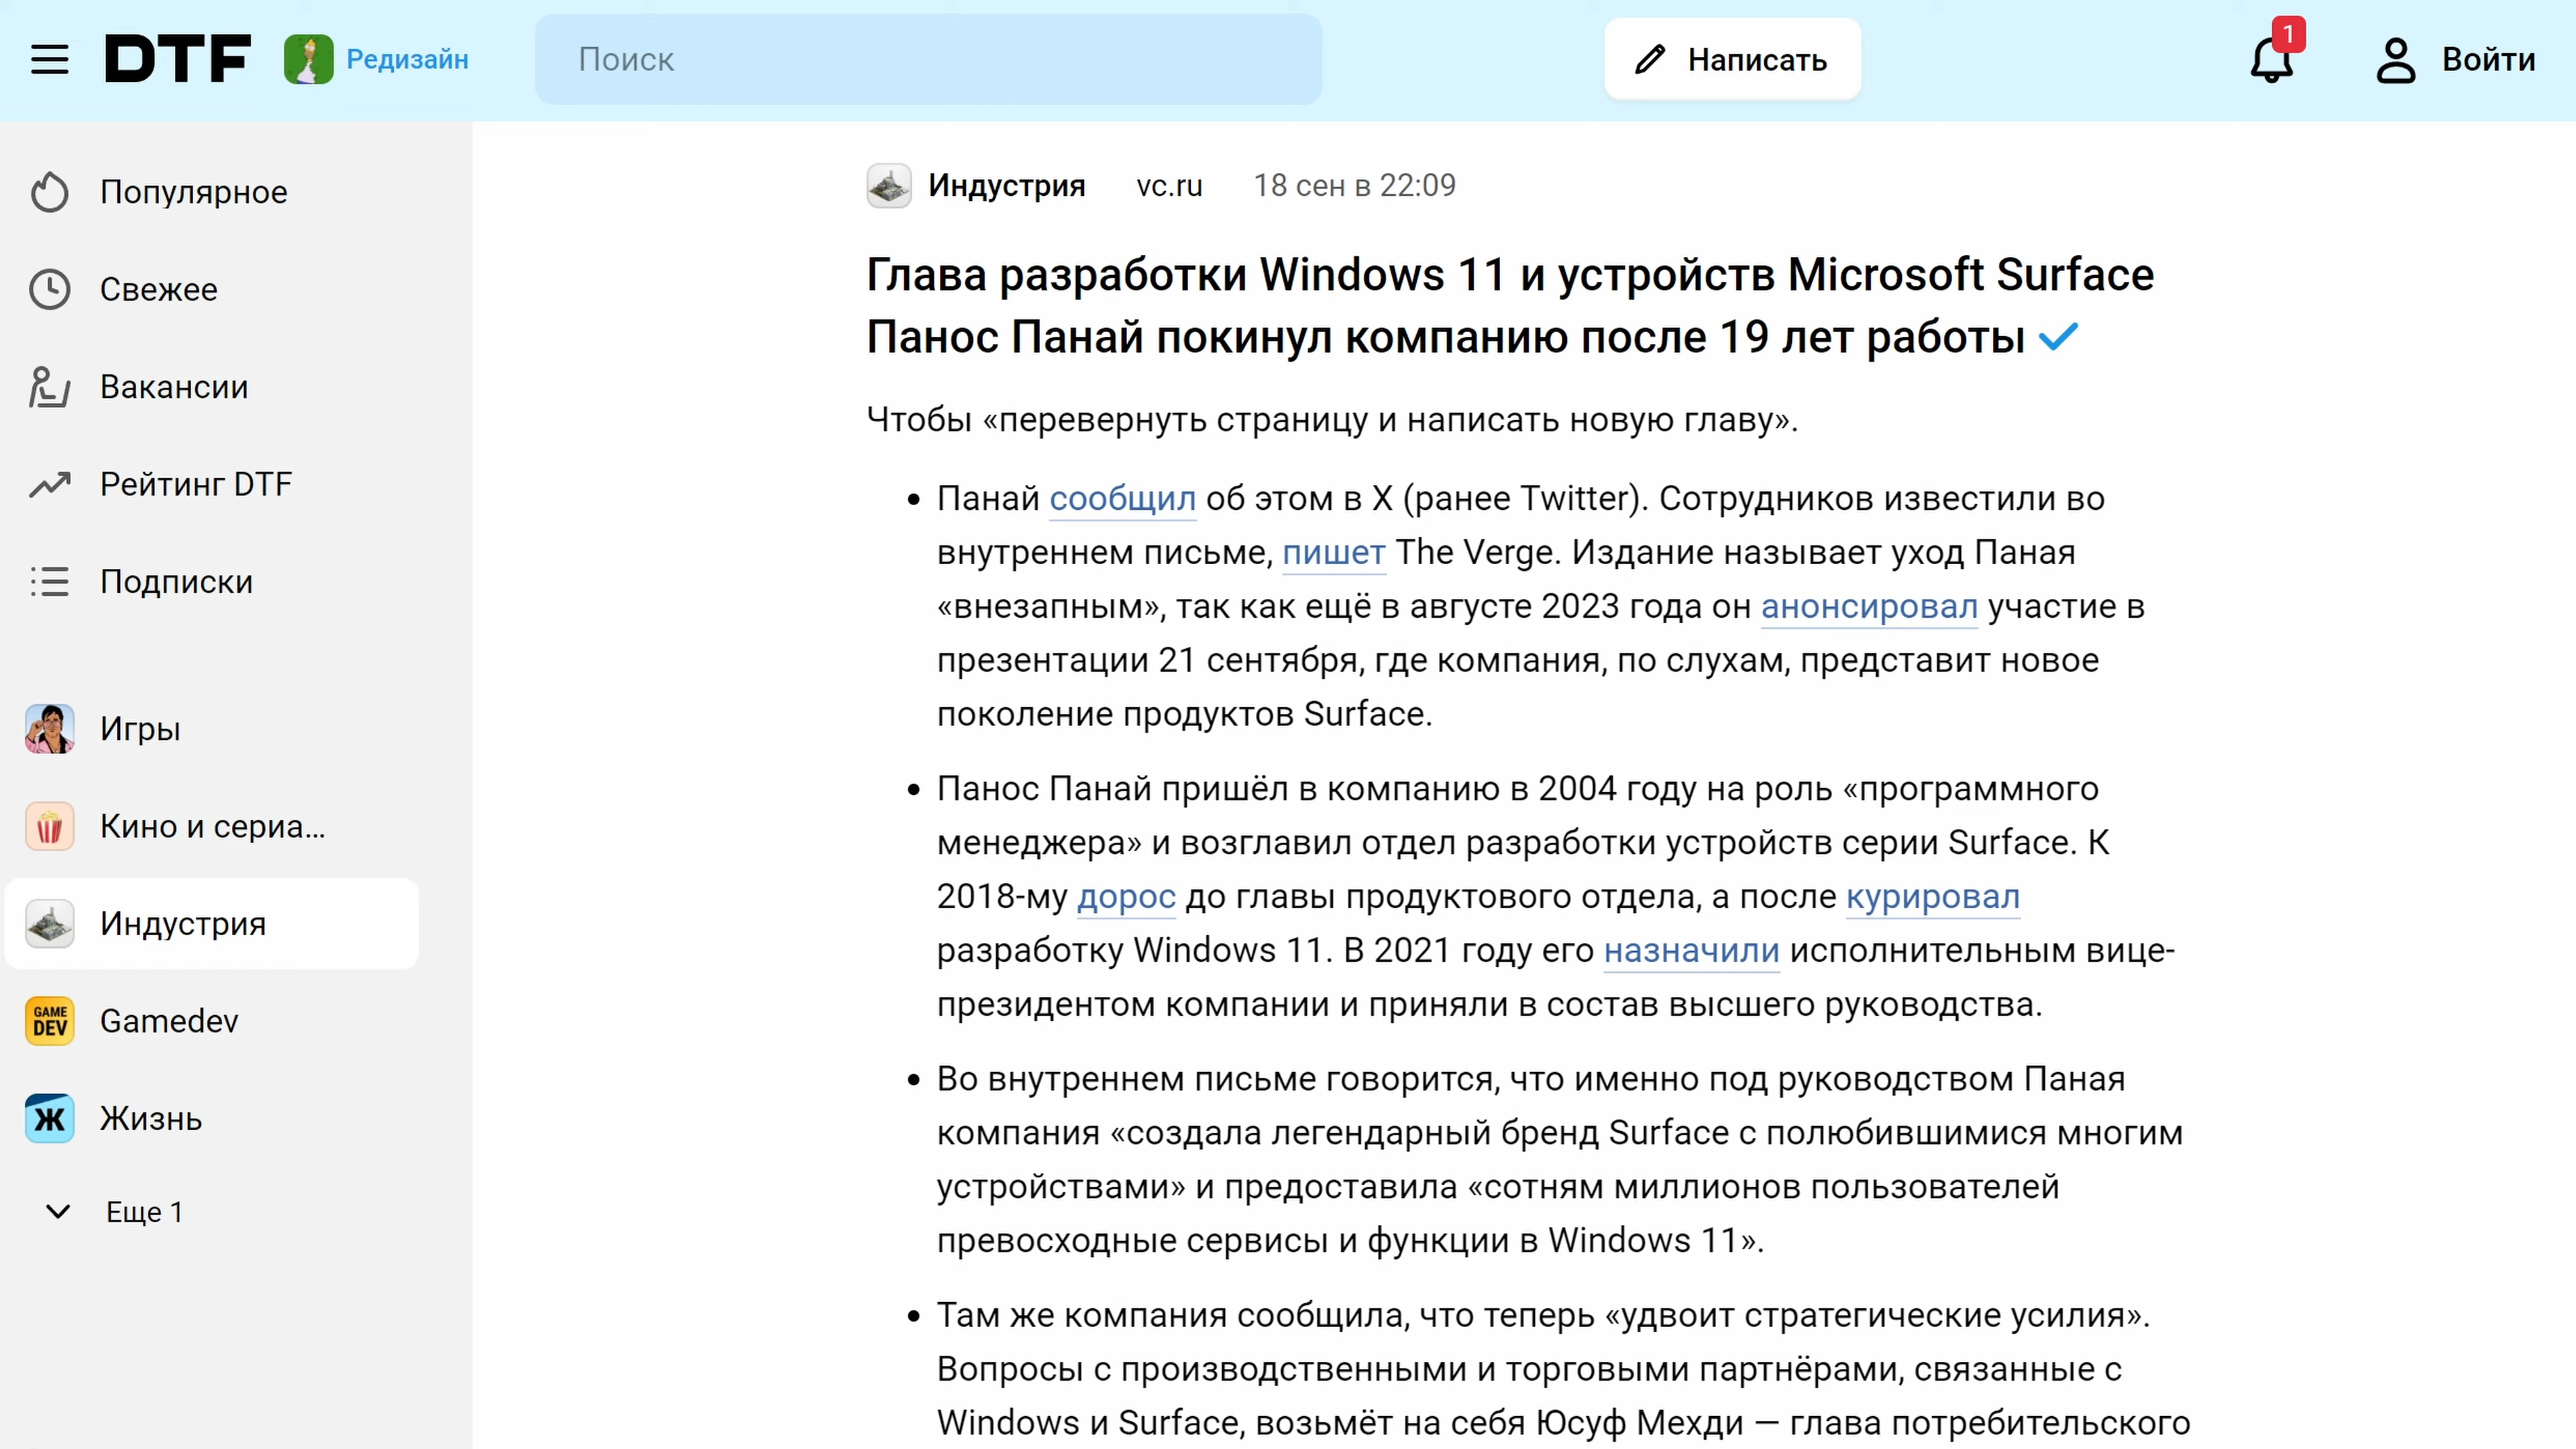 DTF
Редизайн
Поиск
Написать
1
Войти
Популярное
Свежее
Вакансии
Рейтинг DTF
Подписки
Игры
Кино и сериа...
Индустрия
GAME
DEV
Gamedev
Ж
Жизнь
Еще 1
Индустрия vc.ru 18 сен в 22:09
Глава разработки Windows 11 и устройств Microsoft Surface
Панос Панай покинул компанию после 19 лет работы
Чтобы «перевернуть страницу и написать новую главу».
• Панай сообщил об этом в X (ранее Twitter). Сотрудников известили во
внутреннем письме, пишет The Verge. Издание называет уход Паная
«внезапным», так как ещё в августе 2023 года он анонсировал участие в
презентации 21 сентября, где компания, по слухам, представит новое
поколение продуктов Surface.
• Панос Панай пришёл в компанию в 2004 году на роль «программного
менеджера» и возглавил отдел разработки устройств серии Surface. К
2018-му дорос до главы продуктового отдела, а после курировал
разработку Windows 11. В 2021 году его назначили исполнительным вице-
президентом компании и приняли в состав высшего руководства.
• Во внутреннем письме говорится, что именно под руководством Паная
компания «создала легендарный бренд Surface с полюбившимися многим
устройствами» и предоставила «сотням миллионов пользователей
превосходные сервисы и функции в Windows 11».
• Там же компания сообщила, что теперь «удвоит стратегические усилия».
Вопросы с производственными и торговыми партнёрами, связанные с
Windows и Surface, возьмёт на себя Юсуф Мехди — глава потребительского